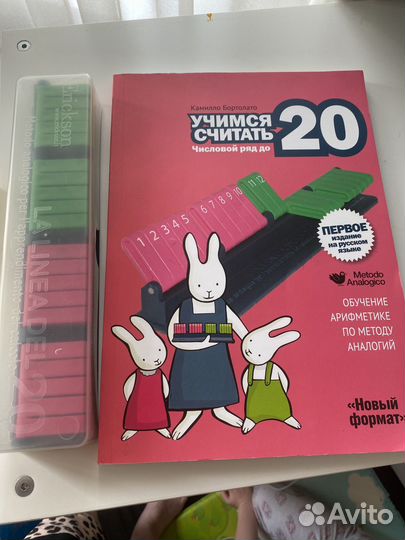 Erickson
LA LINEA DEL 20
Камилло Бортолато
УЧИМСЯ
СЧИТАТЬ
20
Числовой ряд до
1 2 3 4 5 6 7 8 9 10 11 12
ПЕРВОЕ
издание
на русском
языке
Metodo
Analogico
ОБУЧЕНИЕ
АРИФМЕТИКЕ
ПО МЕТОДУ
АНАЛОГИЙ
«Новый
формат»
Avito